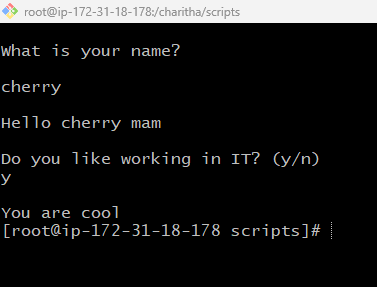 root@ip-172-31-18-178:/charitha/scripts
What is your name?
cherry
Hello cherry mam
Do you like working in IT? (y/n)
y
You are cool
[root@ip-172-31-18-178 scripts]#